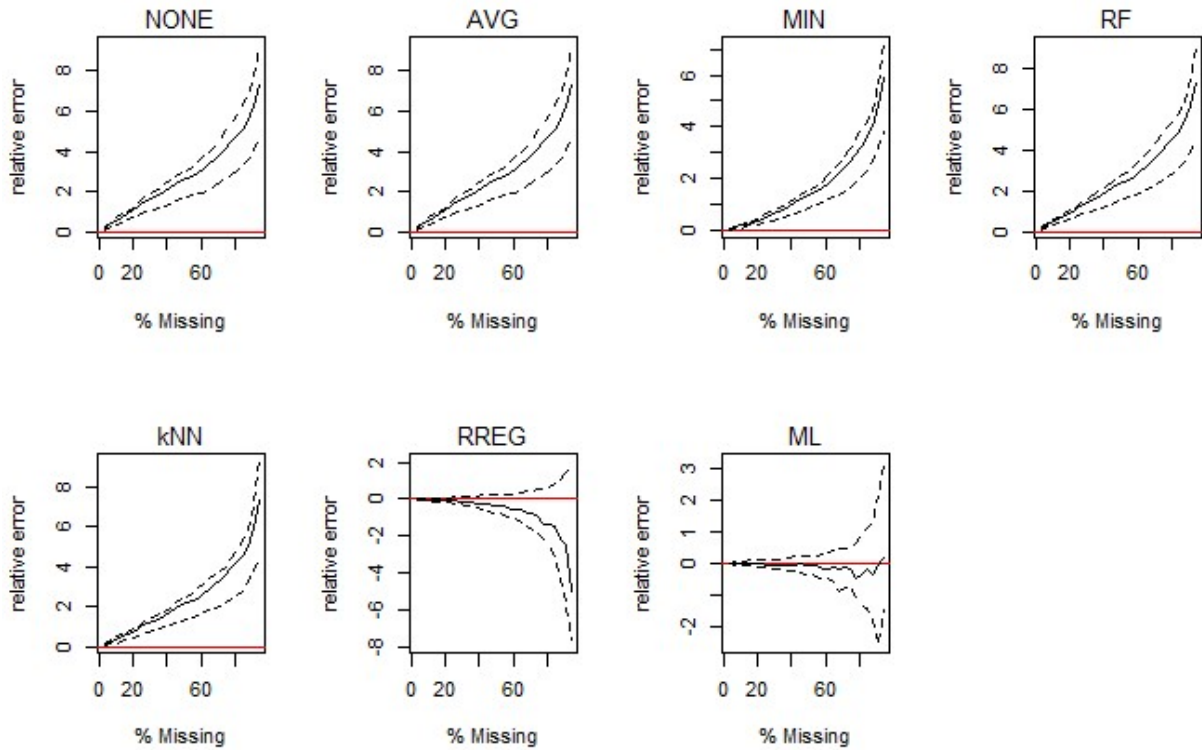 NONE
relative error
0 2 4 6 8
0 20 60
% Missing
AVG
relative error
0 2 4 6 8
0 20 60
% Missing
MIN
relative error
0 2 4 6
0 20 60
% Missing
RF
relative error
0 2 4 6 8
0 20 60
% Missing
kNN
relative error
0 2 4 6 8
0 20 60
% Missing
RREG
relative error
-8 -6 -4 -2 0 2
0 20 60
% Missing
ML
relative error
-2 0 1 2 3
0 20 60
% Missing